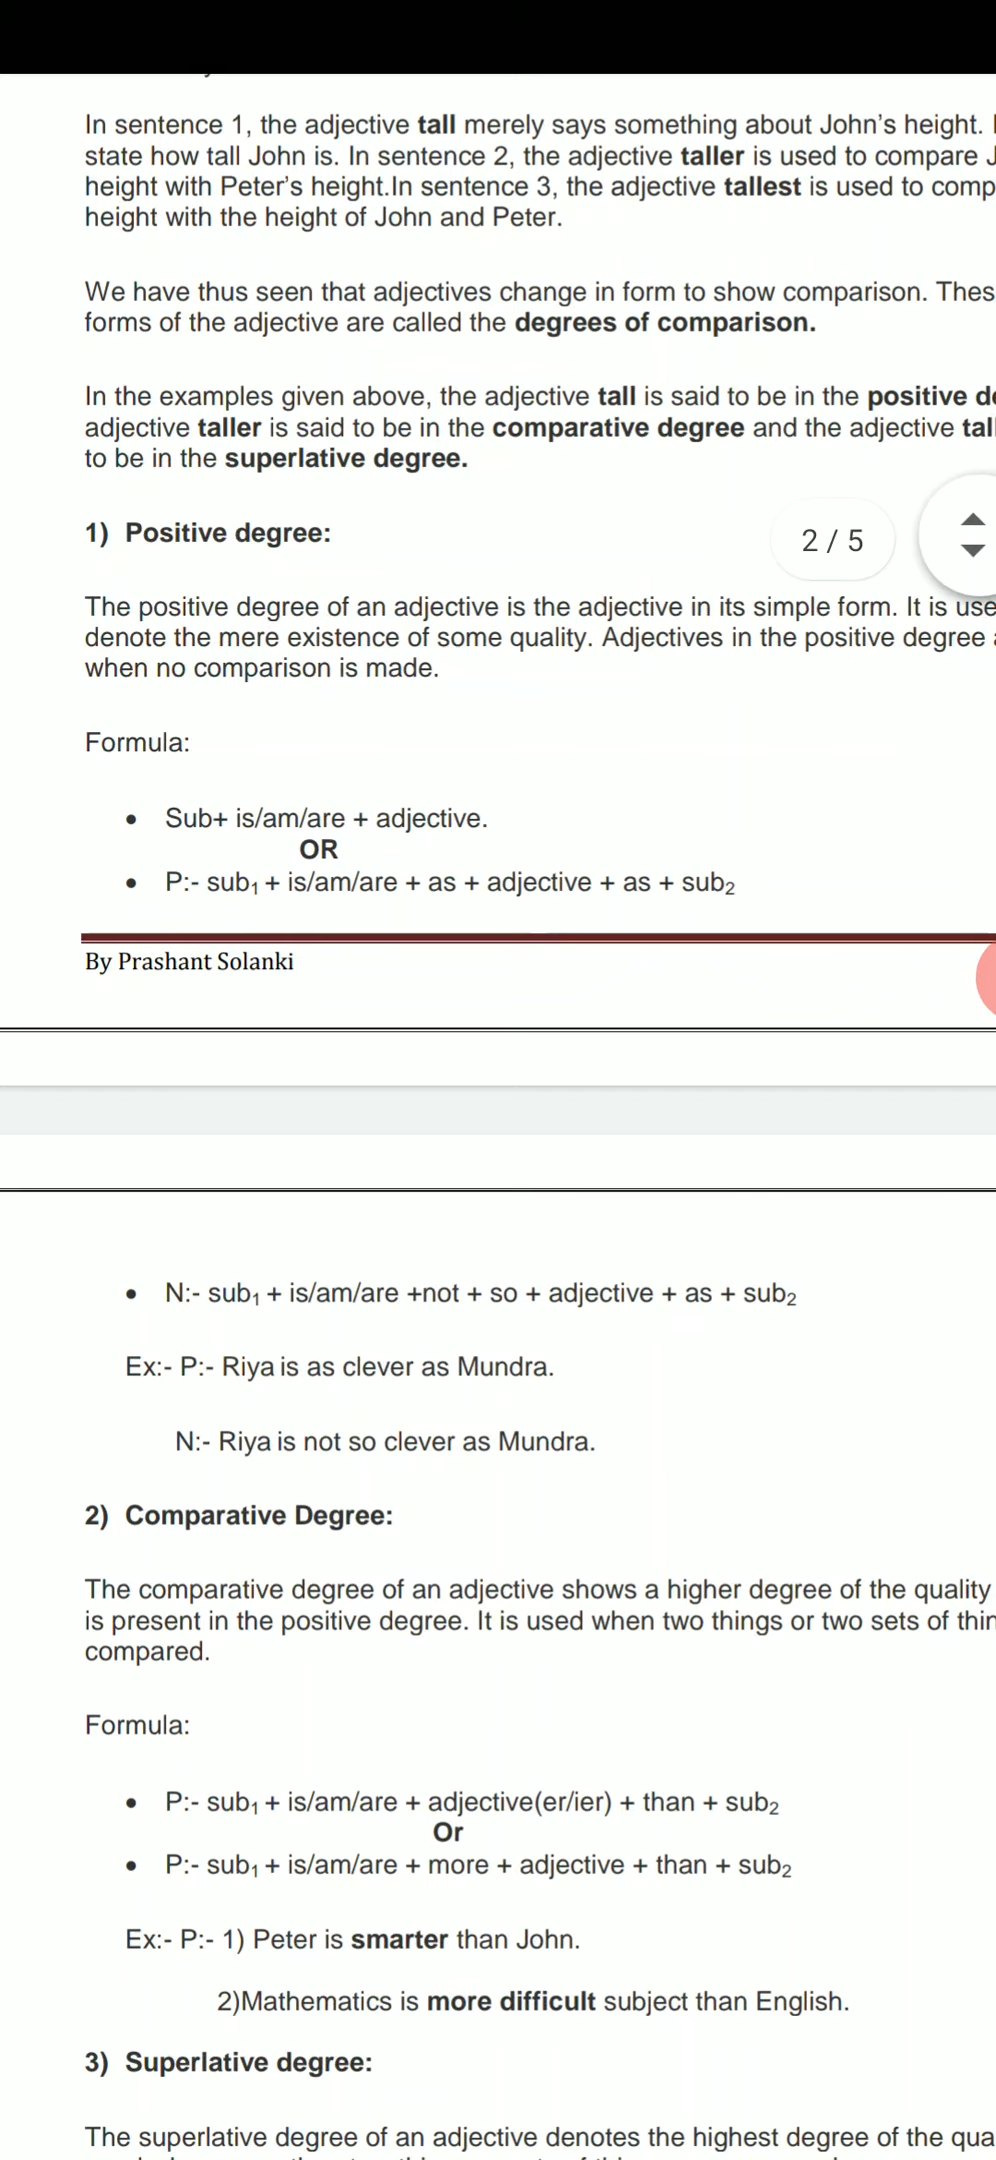 In sentence 1, the adjective tall merely says something about John's height.
state how tall John is. In sentence 2, the adjective taller is used to compare J
height with Peter's height.In sentence 3, the adjective tallest is used to comp
height with the height of John and Peter.
We have thus seen that adjectives change in form to show comparison. Thes
forms of the adjective are called the degrees of comparison.
In the examples given above, the adjective tall is said to be in the positive de
adjective taller is said to be in the comparative degree and the adjective tall
to be in the superlative degree.
1) Positive degree:
2 / 5
The positive degree of an adjective is the adjective in its simple form. It is use
denote the mere existence of some quality. Adjectives in the positive degree
when no comparison is made.
Formula:
• Sub+ is/am/are + adjective.
OR
• P:- sub₁ + is/am/are + as + adjective + as + sub₂
By Prashant Solanki
• N:- sub₁ + is/am/are +not + so + adjective + as + sub₂
Ex:- P:- Riya is as clever as Mundra.
N:- Riya is not so clever as Mundra.
2) Comparative Degree:
The comparative degree of an adjective shows a higher degree of the quality
is present in the positive degree. It is used when two things or two sets of thin
compared.
Formula:
• P:- sub₁ + is/am/are + adjective(er/ier) + than + sub₂
Or
• P:- sub₁ + is/am/are + more + adjective + than + sub₂
Ex:- P:- 1) Peter is smarter than John.
2)Mathematics is more difficult subject than English.
3) Superlative degree:
The superlative degree of an adjective denotes the highest degree of the qua